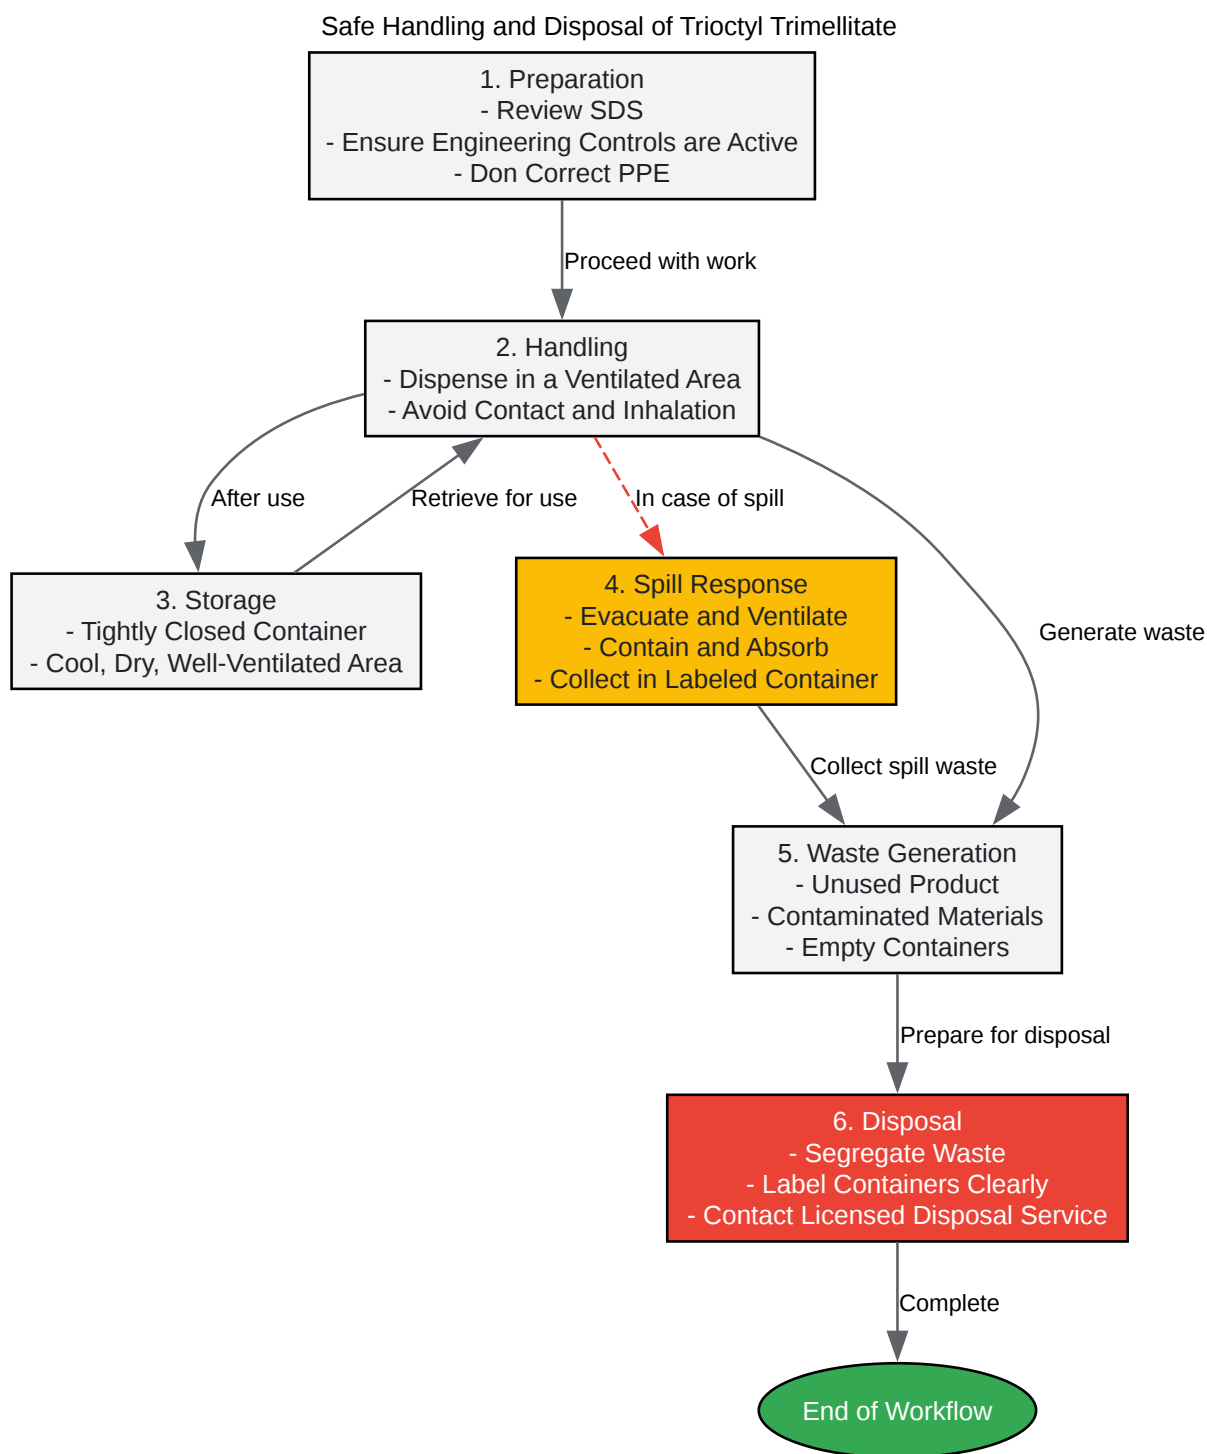 Safe Handling and Disposal of Trioctyl Trimellitate
1. Preparation
- Review SDS
- Ensure Engineering Controls are Active
- Don Correct PPE
Proceed with work
2. Handling
- Dispense in a Ventilated Area
- Avoid Contact and Inhalation
After use
Retrieve for use
In case of spill
3. Storage
- Tightly Closed Container
- Cool, Dry, Well-Ventilated Area
4. Spill Response
- Evacuate and Ventilate
- Contain and Absorb
- Collect in Labeled Container
Generate waste
Collect spill waste
5. Waste Generation
- Unused Product
- Contaminated Materials
- Empty Containers
Prepare for disposal
6. Disposal
- Segregate Waste
- Label Containers Clearly
- Contact Licensed Disposal Service
Complete
End of Workflow